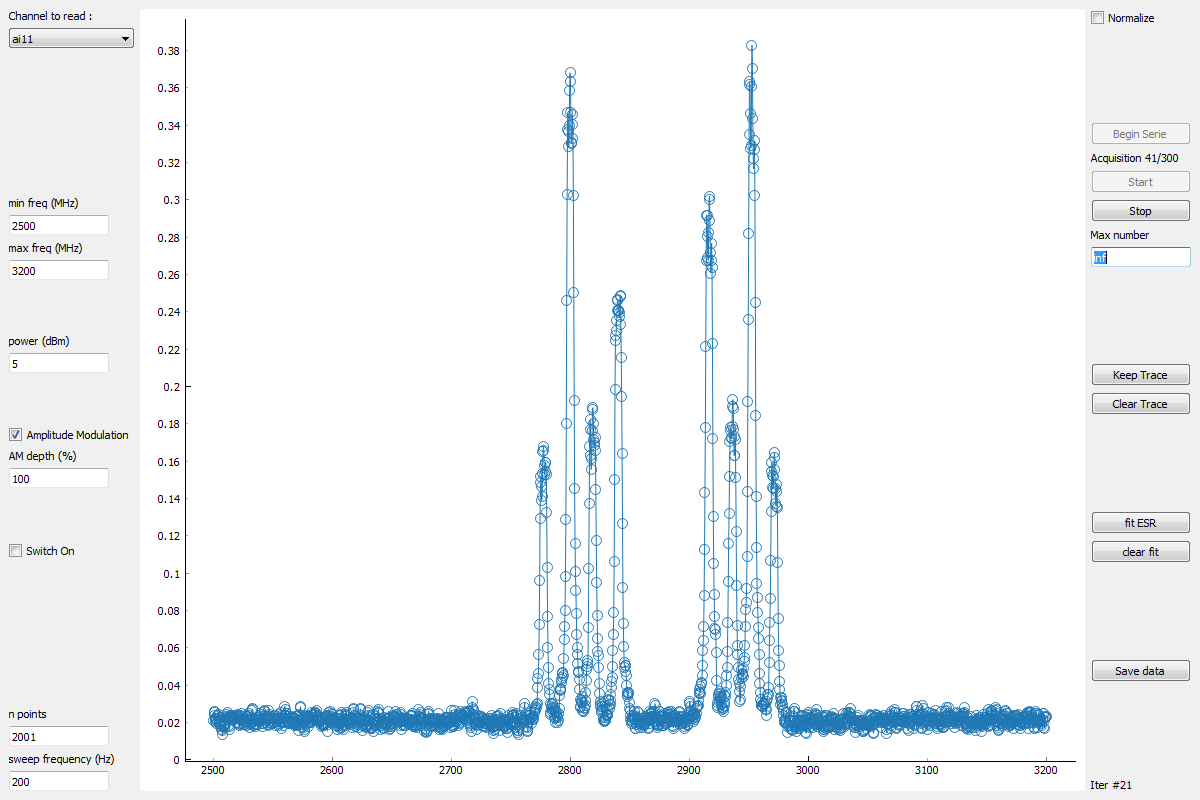 Channel to read :
ai11
min freq (MHz)
2500
max freq (MHz)
3200
power (dBm)
5
Amplitude Modulation
AM depth (%)
100
Switch On
n points
2001
sweep frequency (Hz)
200
0.38
0.36
0.34
0.32
0.3
0.28
0.26
0.24
0.22
0.2
0.18
0.16
0.14
0.12
0.1
0.08
0.06
0.04
0.02
0
2500 2600 2700 2800 2900 3000 3100 3200
Normalize
Begin Serie
Acquisition 41/300
Start
Stop
Max number
inf
Keep Trace
Clear Trace
fit ESR
clear fit
Save data
Iter #21